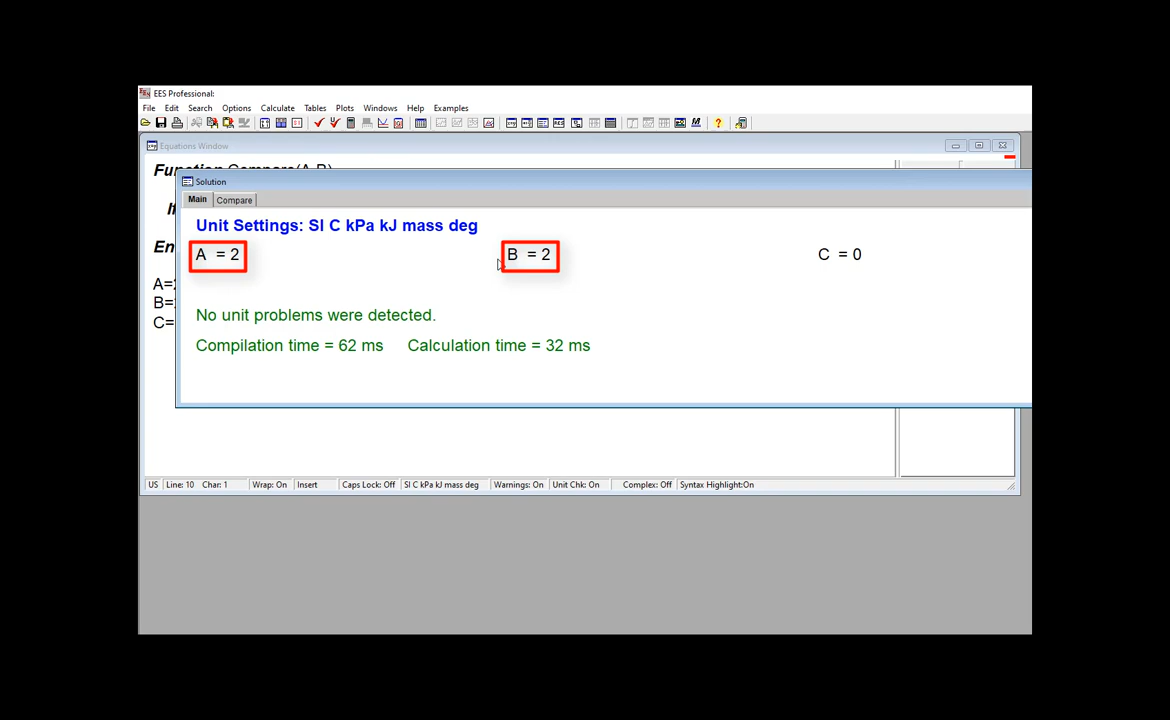 EES Professional:
File Edit Search Options Calculate Tables Plots Windows Help Examples
Equations Window
Solution
Main Compare
Unit Settings: SI C kPa kJ mass deg
A = 2 B = 2 C = 0
A=2
B=
C=
No unit problems were detected.
Compilation time = 62 ms Calculation time = 32 ms
US Line: 10 Char: 1 Wrap: On Insert Caps Lock: Off SI C kPa kJ mass deg Warnings: On Unit Chk: On Complex: Off Syntax Highlight:On